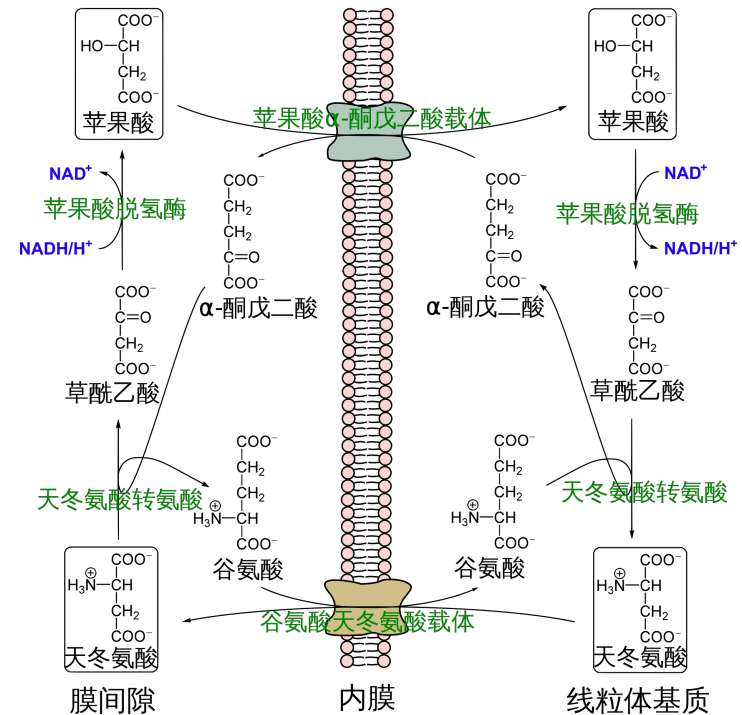 COO⁻
HO—CH
CH₂
COO⁻
苹果酸
COO⁻
HO—CH
CH₂
COO⁻
苹果酸
苹果酸α-酮戊二酸载体
NAD⁺
苹果酸脱氢酶
NADH/H⁺
COO⁻
CH₂
CH₂
C=O
COO⁻
α-酮戊二酸
COO⁻
CH₂
CH₂
C=O
COO⁻
α-酮戊二酸
NAD⁺
苹果酸脱氢酶
NADH/H⁺
COO⁻
C=O
CH₂
COO⁻
草酰乙酸
COO⁻
C=O
CH₂
COO⁻
草酰乙酸
天冬氨酸转氨酸
COO⁻
CH₂
CH₂
H₃N—CH
⊕
COO⁻
谷氨酸
COO⁻
CH₂
CH₂
H₃N—CH
⊕
COO⁻
谷氨酸
天冬氨酸转氨酸
COO⁻
⊕
H₃N—CH
CH₂
COO⁻
天冬氨酸
谷氨酸天冬氨酸载体
COO⁻
⊕
H₃N—CH
CH₂
COO⁻
天冬氨酸
膜间隙
内膜
线粒体基质